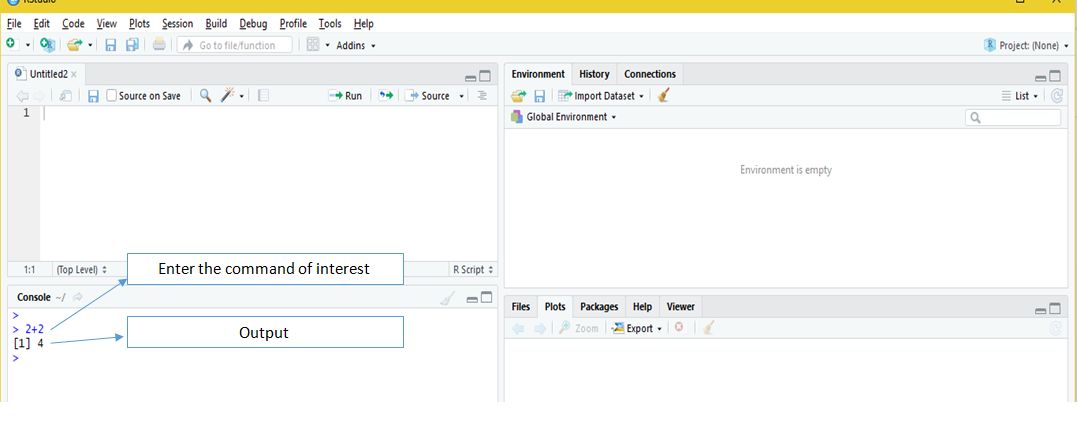 RStudio
File Edit Code View Plots Session Build Debug Profile Tools Help
Go to file/function Addins Project: (None)
Untitled2
Source on Save Run Source
1
1:1 (Top Level) R Script
Enter the command of interest
Console ~/
>
> 2+2
[1] 4
>
Output
Environment History Connections
Import Dataset List
Global Environment
Environment is empty
Files Plots Packages Help Viewer
Zoom Export